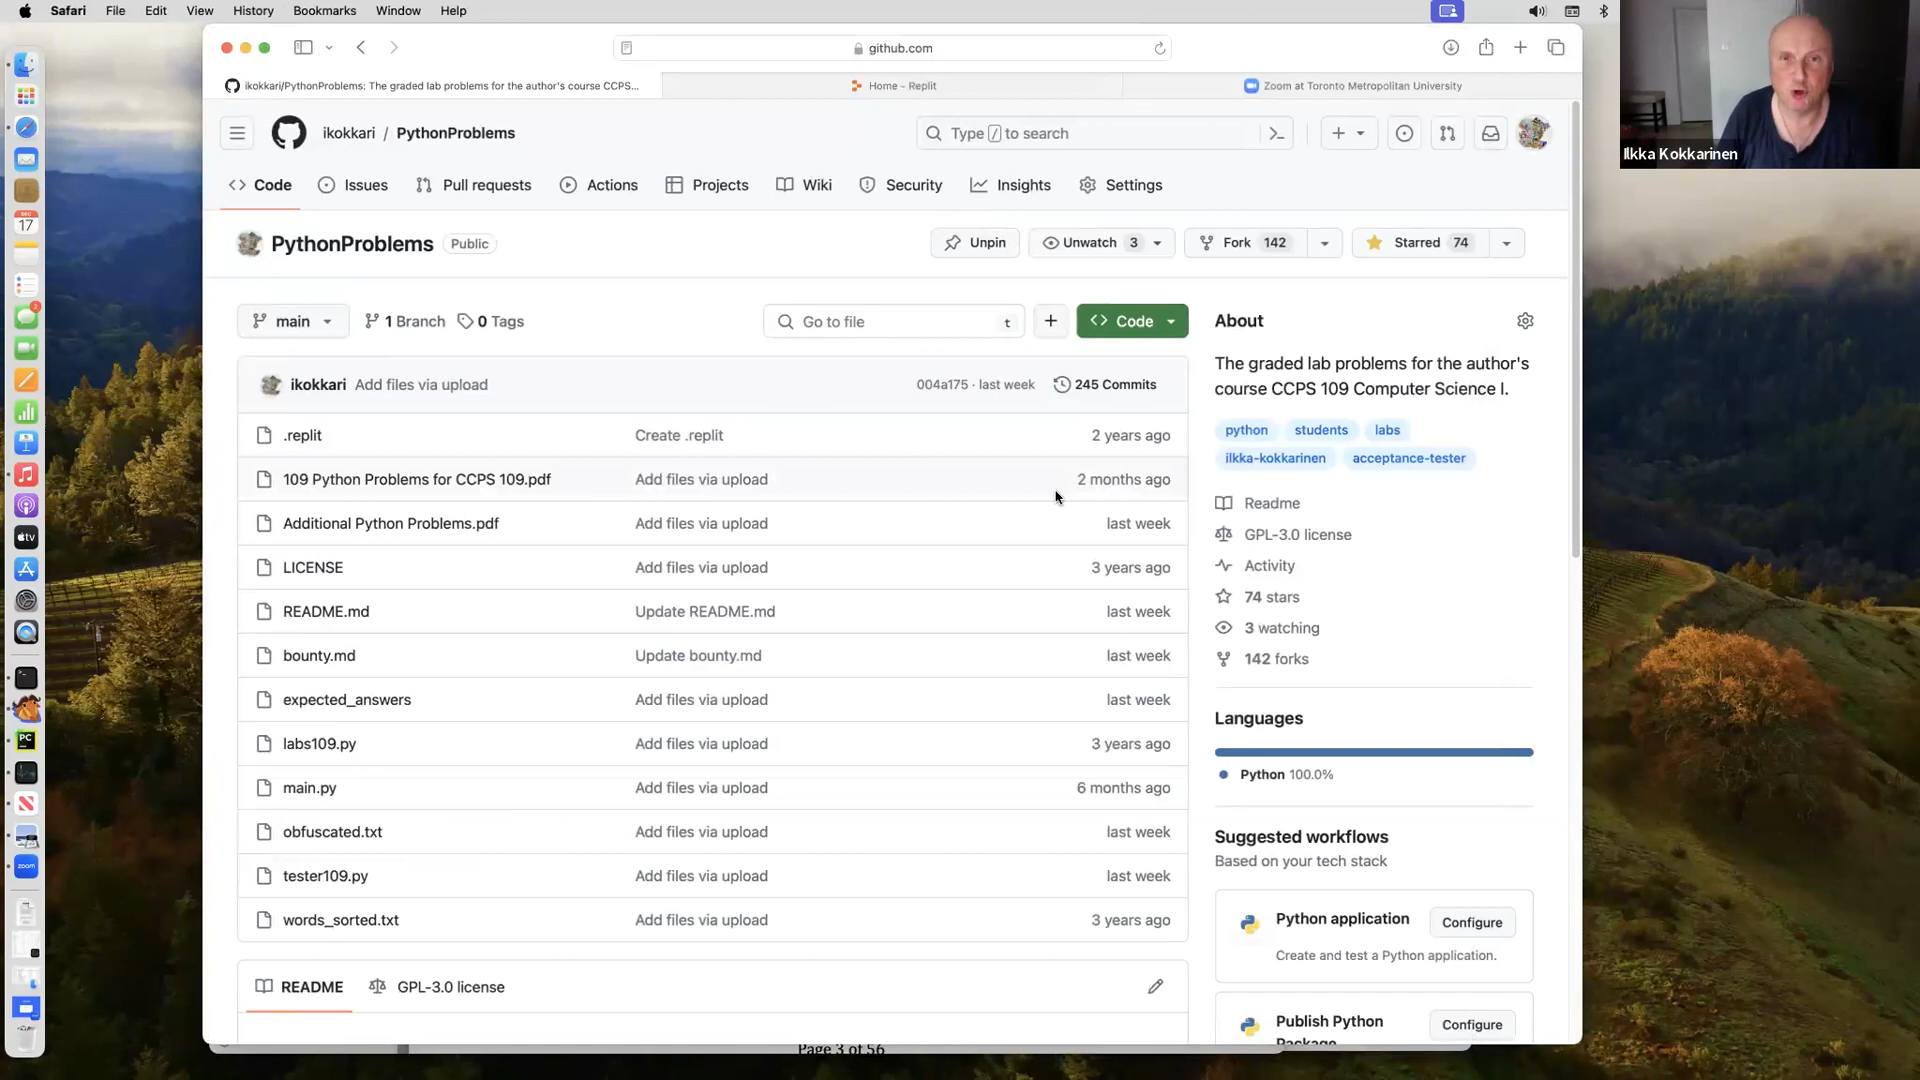 Safari File Edit View History Bookmarks Window Help
github.com
ikokkari/PythonProblems: The graded lab problems for the author's course CCPS...
Home – Replit
Zoom at Toronto Metropolitan University
ikokkari / PythonProblems
Type / to search
Code Issues Pull requests Actions Projects Wiki Security Insights Settings
PythonProblems Public
Unpin Unwatch 3 Fork 142 Starred 74
main 1 Branch 0 Tags Go to file t + Code
ikokkari Add files via upload 004a175 · last week 245 Commits
.replit Create .replit 2 years ago
109 Python Problems for CCPS 109.pdf Add files via upload 2 months ago
Additional Python Problems.pdf Add files via upload last week
LICENSE Add files via upload 3 years ago
README.md Update README.md last week
bounty.md Update bounty.md last week
expected_answers Add files via upload last week
labs109.py Add files via upload 3 years ago
main.py Add files via upload 6 months ago
obfuscated.txt Add files via upload last week
tester109.py Add files via upload last week
words_sorted.txt Add files via upload 3 years ago
README GPL-3.0 license
About
The graded lab problems for the author's
course CCPS 109 Computer Science I.
python students labs
ilkka-kokkarinen acceptance-tester
Readme
GPL-3.0 license
Activity
74 stars
3 watching
142 forks
Languages
Python 100.0%
Suggested workflows
Based on your tech stack
Python application Configure
Create and test a Python application.
Publish Python Configure
Package
Page 3 of 56
Ilkka Kokkarinen
DEC
17
2
tv
PC
zoom